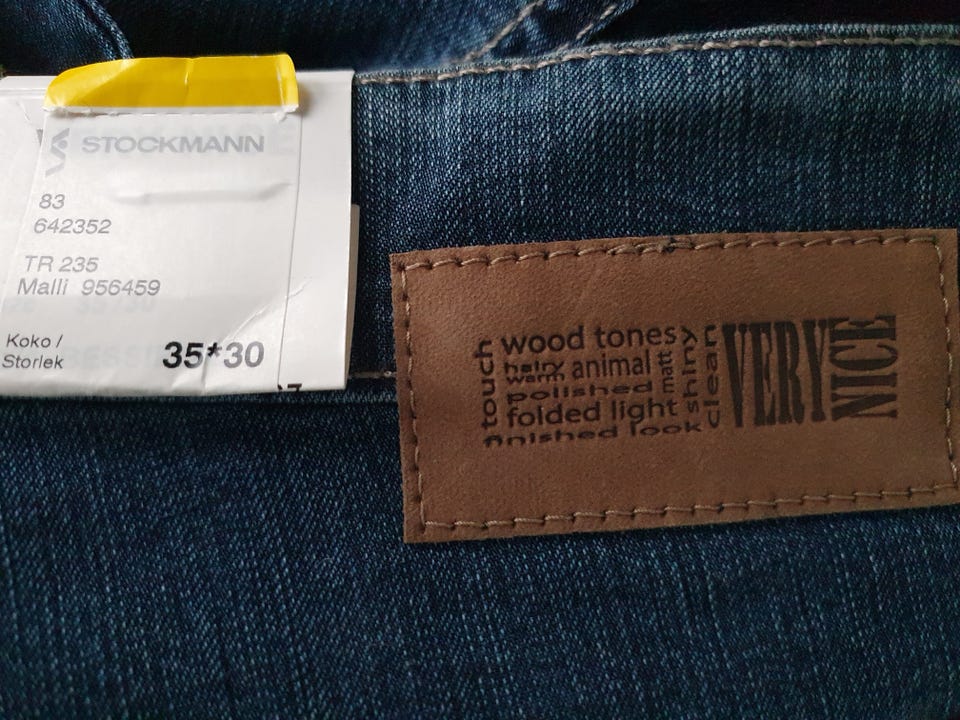 STOCKMANN
83
642352
TR 235
Malli 956459
Koko /
Storlek 35*30
touch
wood tones
hairy
warm animal
polished
matt
folded light
shiny
finished look
clean
VERY
NICE